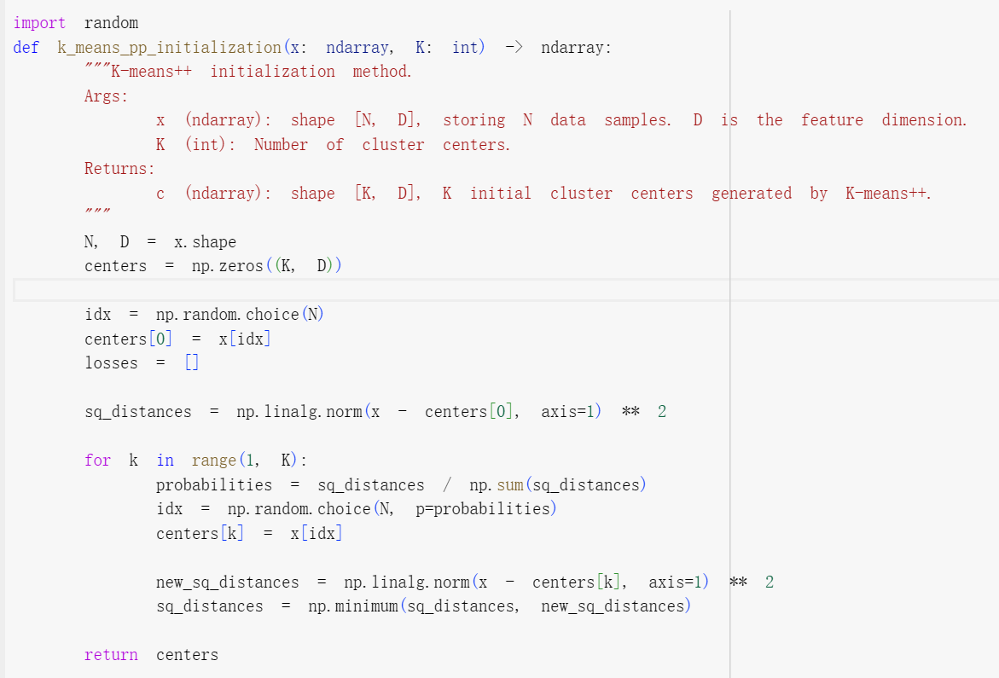 import random
def k_means_pp_initialization(x: ndarray, K: int) -> ndarray:
"""K-means++ initialization method.
Args:
x (ndarray): shape [N, D], storing N data samples. D is the feature dimension.
K (int): Number of cluster centers.
Returns:
c (ndarray): shape [K, D], K initial cluster centers generated by K-means++.
"""
N, D = x.shape
centers = np.zeros((K, D))
idx = np.random.choice(N)
centers[0] = x[idx]
losses = []
sq_distances = np.linalg.norm(x - centers[0], axis=1) ** 2
for k in range(1, K):
probabilities = sq_distances / np.sum(sq_distances)
idx = np.random.choice(N, p=probabilities)
centers[k] = x[idx]
new_sq_distances = np.linalg.norm(x - centers[k], axis=1) ** 2
sq_distances = np.minimum(sq_distances, new_sq_distances)
return centers